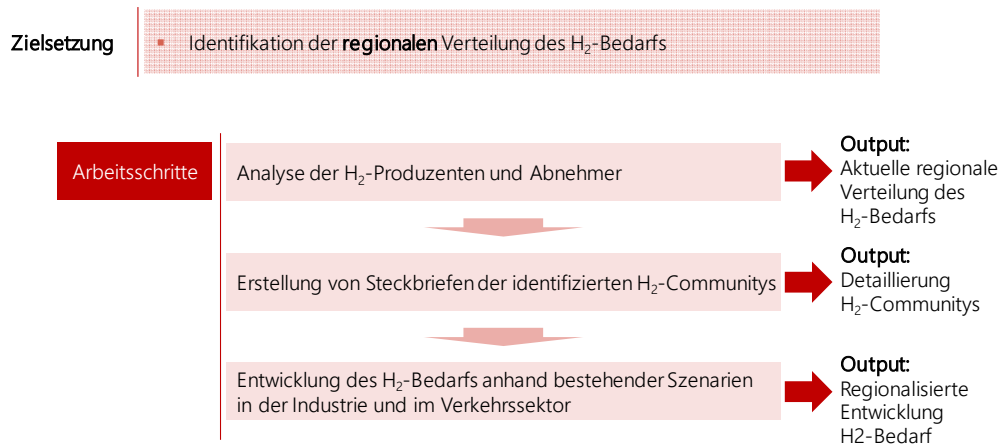 Zielsetzung
▪ Identifikation der regionalen Verteilung des H₂-Bedarfs
Arbeitsschritte
Analyse der H₂-Produzenten und Abnehmer
Output:
Aktuelle regionale
Verteilung des
H₂-Bedarfs
Erstellung von Steckbriefen der identifizierten H₂-Communitys
Output:
Detaillierung
H₂-Communitys
Entwicklung des H₂-Bedarfs anhand bestehender Szenarien
in der Industrie und im Verkehrssektor
Output:
Regionalisierte
Entwicklung
H2-Bedarf